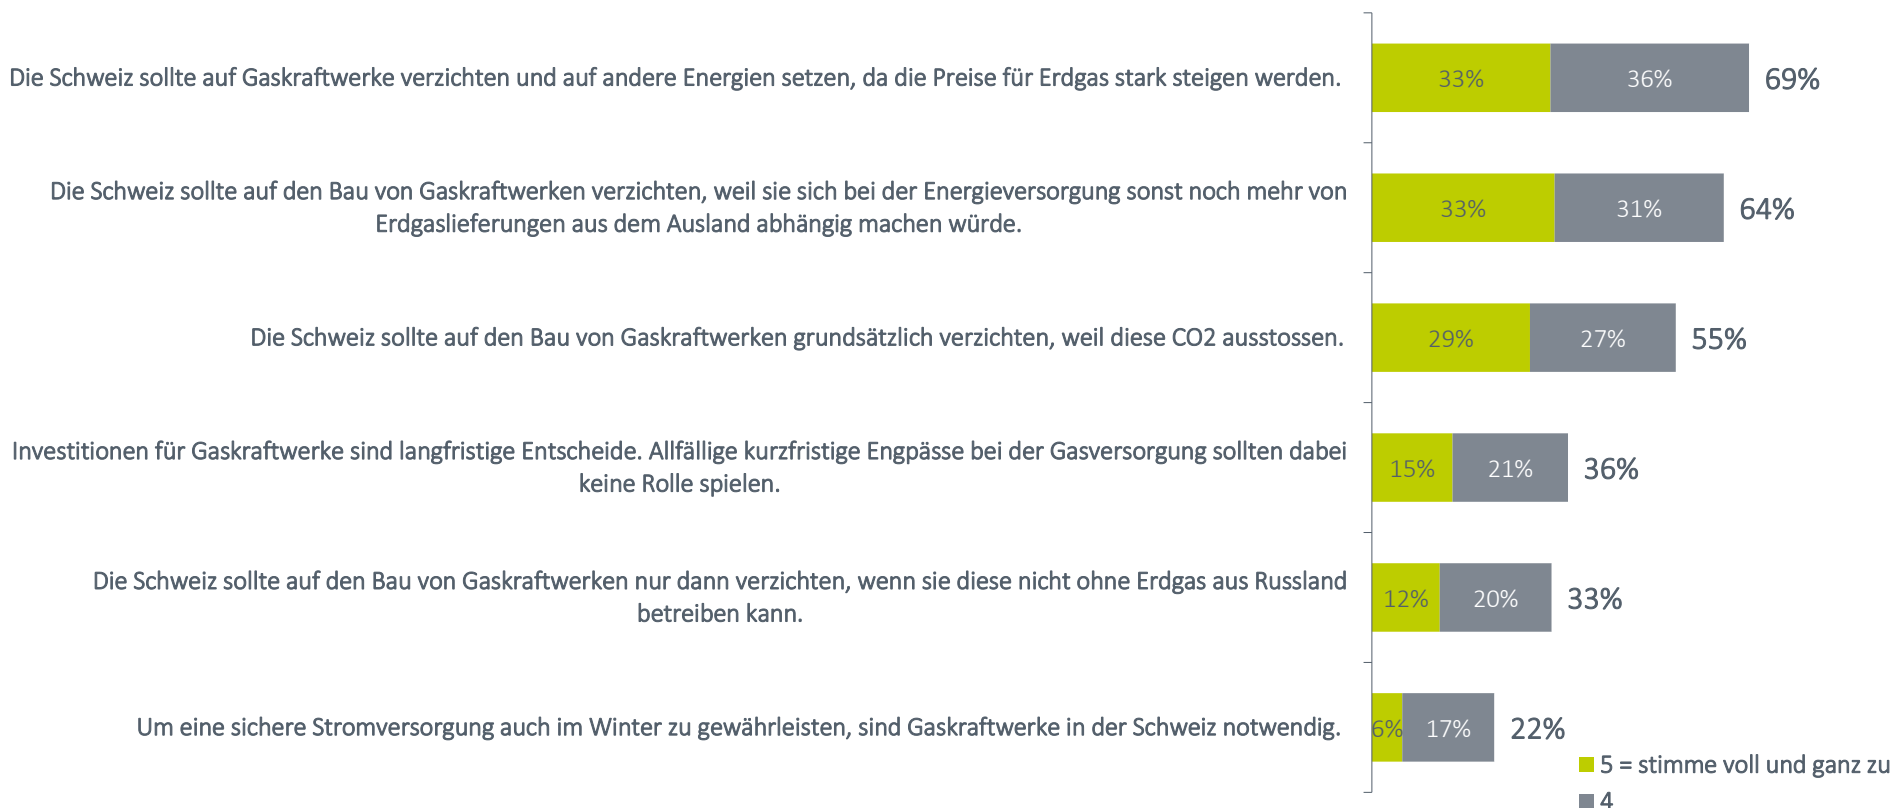 Die Schweiz sollte auf Gaskraftwerke verzichten und auf andere Energien setzen, da die Preise für Erdgas stark steigen werden.
33% 36% 69%
Die Schweiz sollte auf den Bau von Gaskraftwerken verzichten, weil sie sich bei der Energieversorgung sonst noch mehr von
Erdgaslieferungen aus dem Ausland abhängig machen würde.
33% 31% 64%
Die Schweiz sollte auf den Bau von Gaskraftwerken grundsätzlich verzichten, weil diese CO2 ausstossen.
29% 27% 55%
Investitionen für Gaskraftwerke sind langfristige Entscheide. Allfällige kurzfristige Engpässe bei der Gasversorgung sollten dabei
keine Rolle spielen.
15% 21% 36%
Die Schweiz sollte auf den Bau von Gaskraftwerken nur dann verzichten, wenn sie diese nicht ohne Erdgas aus Russland
betreiben kann.
12% 20% 33%
Um eine sichere Stromversorgung auch im Winter zu gewährleisten, sind Gaskraftwerke in der Schweiz notwendig.
6% 17% 22%
5 = stimme voll und ganz zu
4